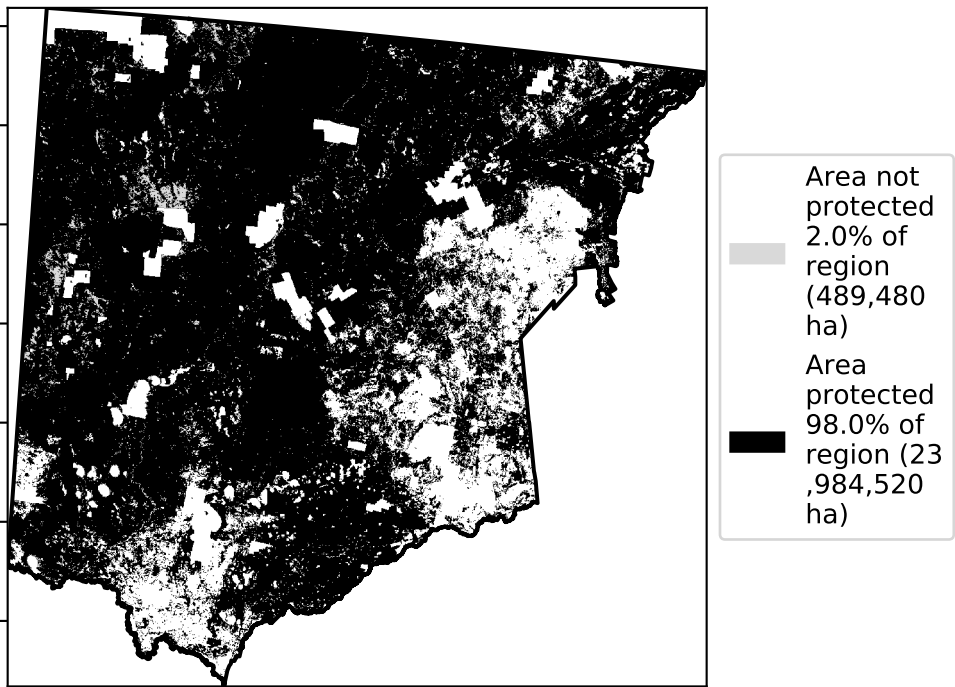 Area not
protected
2.0% of
region
(489,480
ha)
Area
protected
98.0% of
region (23
,984,520
ha)